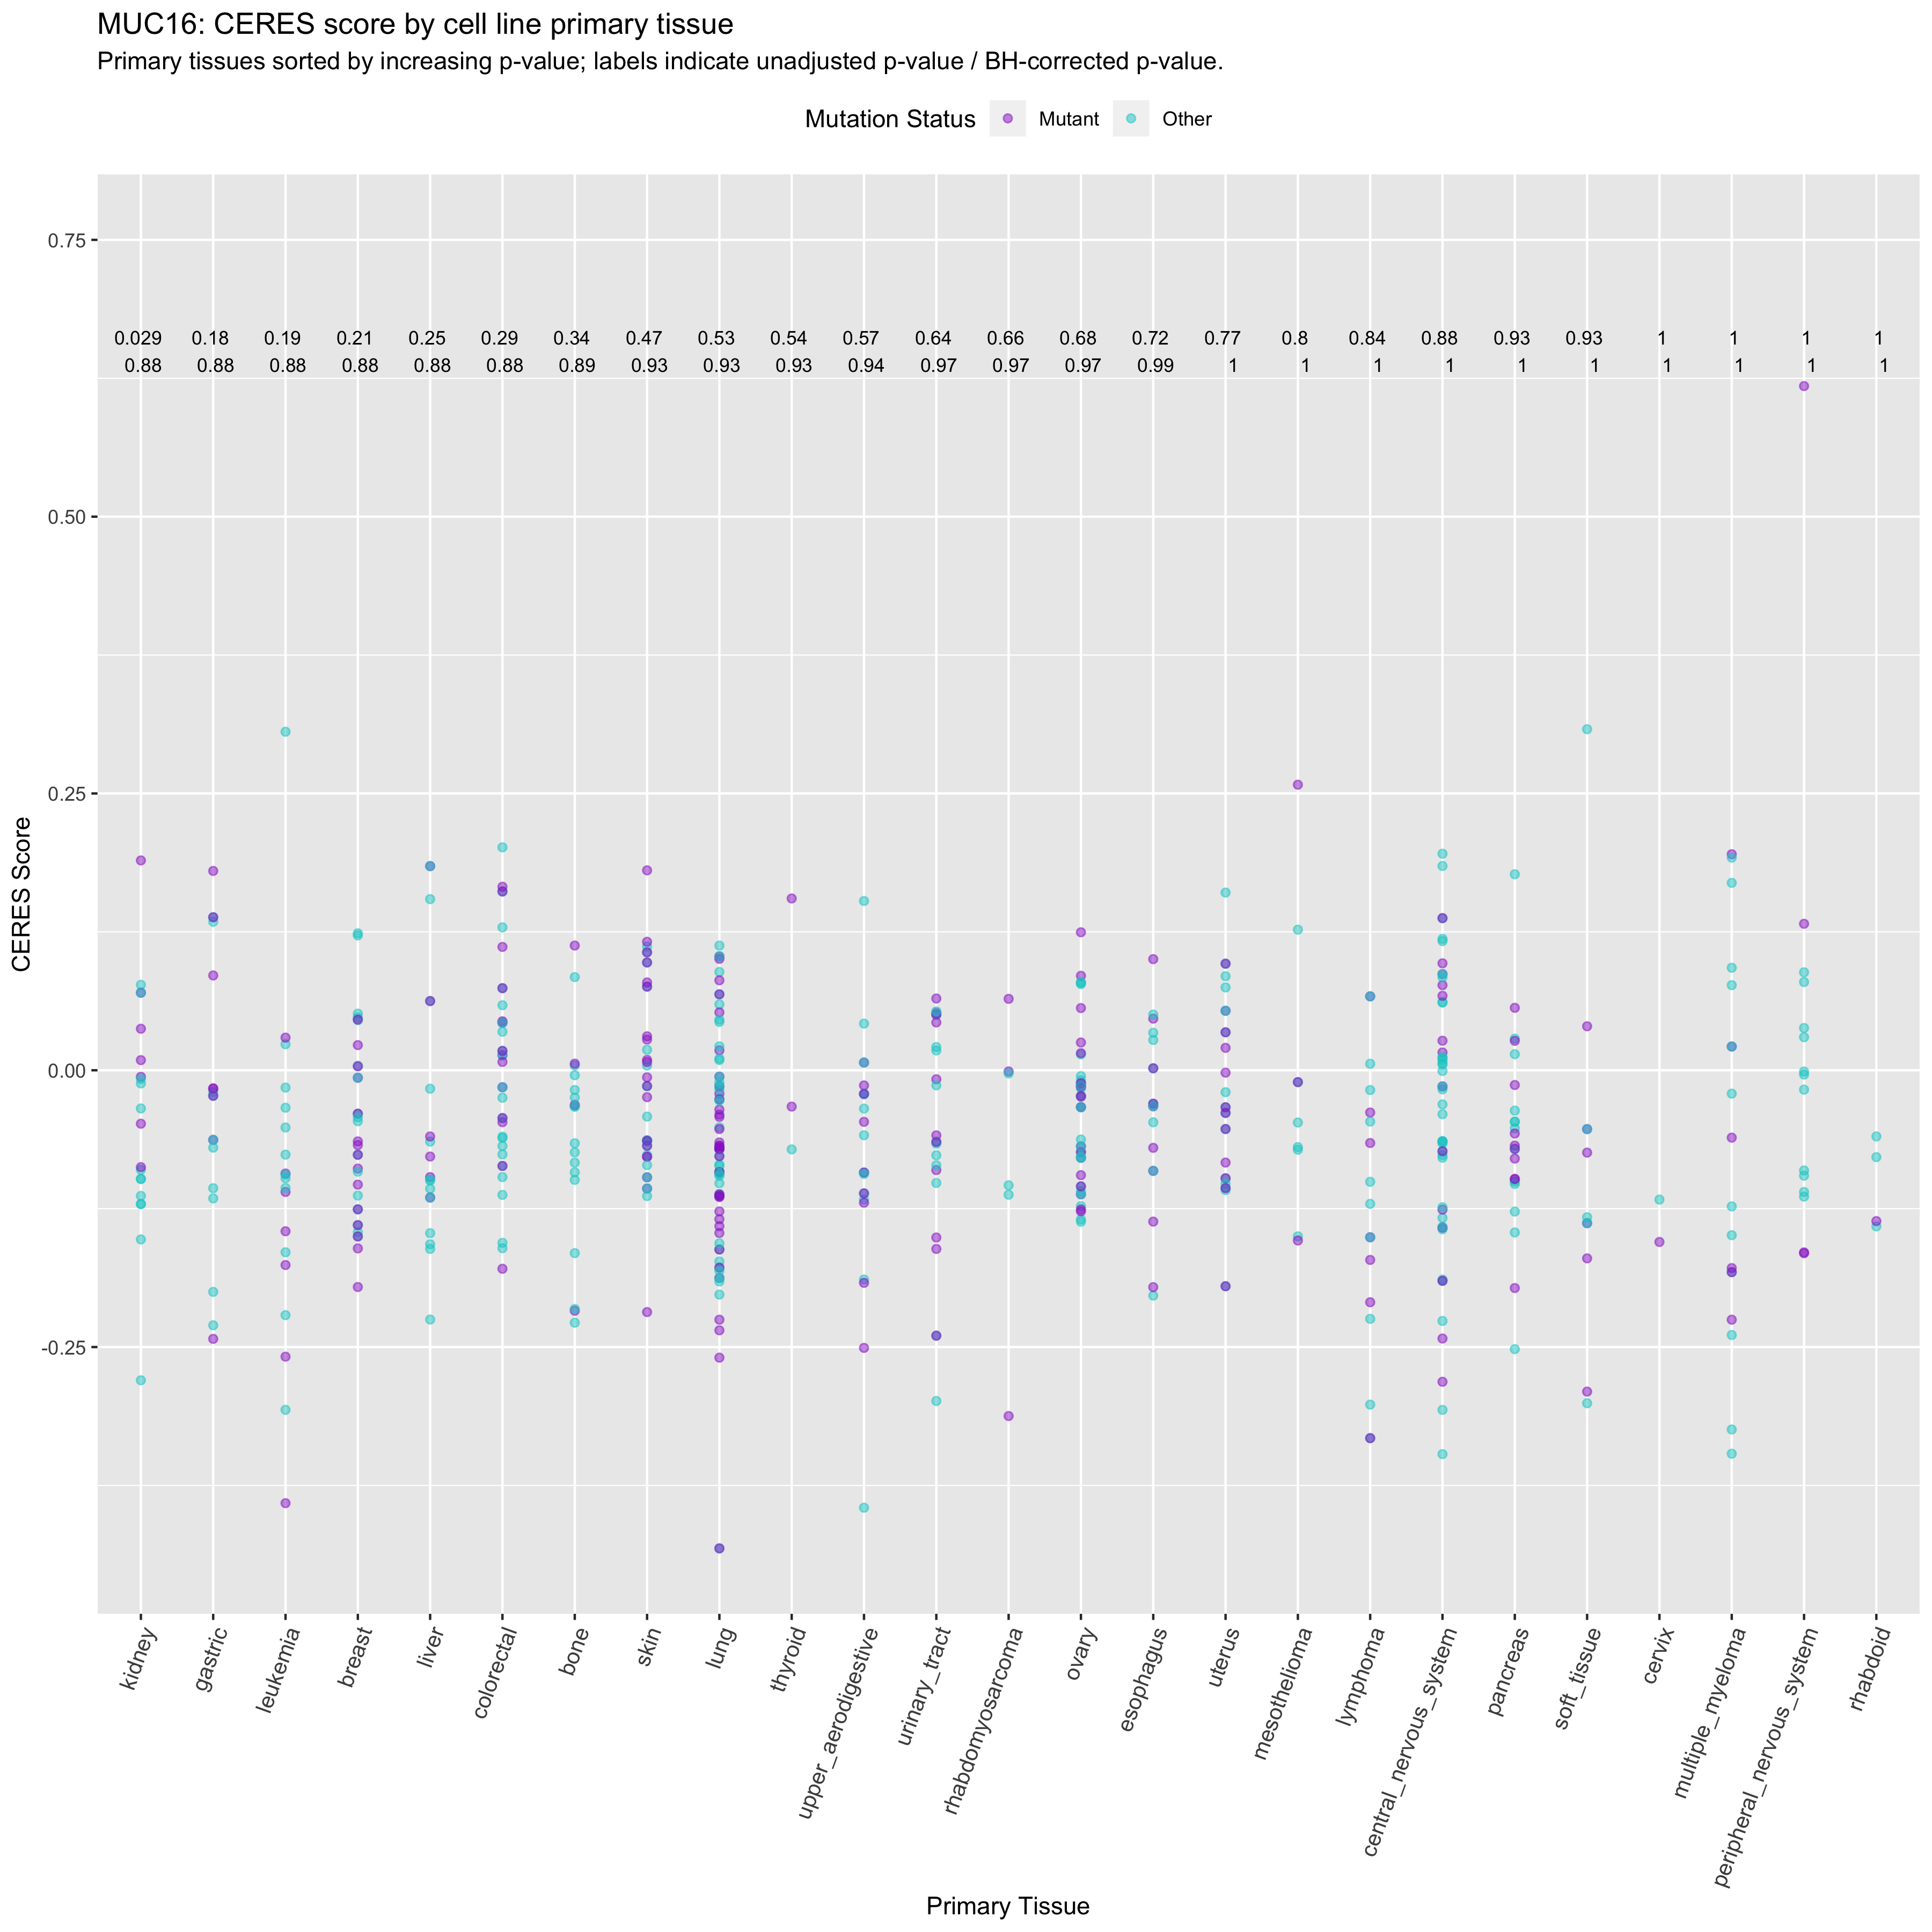 MUC16: CERES score by cell line primary tissue
Primary tissues sorted by increasing p-value; labels indicate unadjusted p-value / BH-corrected p-value.
Mutation Status Mutant Other
0.75
0.029 0.18 0.19 0.21 0.25 0.29 0.34 0.47 0.53 0.54 0.57 0.64 0.66 0.68 0.72 0.77 0.8 0.84 0.88 0.93 0.93 1 1 1 1
0.88 0.88 0.88 0.88 0.88 0.88 0.89 0.93 0.93 0.93 0.94 0.97 0.97 0.97 0.99 1 1 1 1 1 1 1 1 1 1
0.50
0.25
0.00
-0.25
CERES Score
kidney
gastric
leukemia
breast
liver
colorectal
bone
skin
lung
thyroid
upper_aerodigestive
urinary_tract
rhabdomyosarcoma
ovary
esophagus
uterus
mesothelioma
lymphoma
central_nervous_system
pancreas
soft_tissue
cervix
multiple_myeloma
peripheral_nervous_system
rhabdoid
Primary Tissue